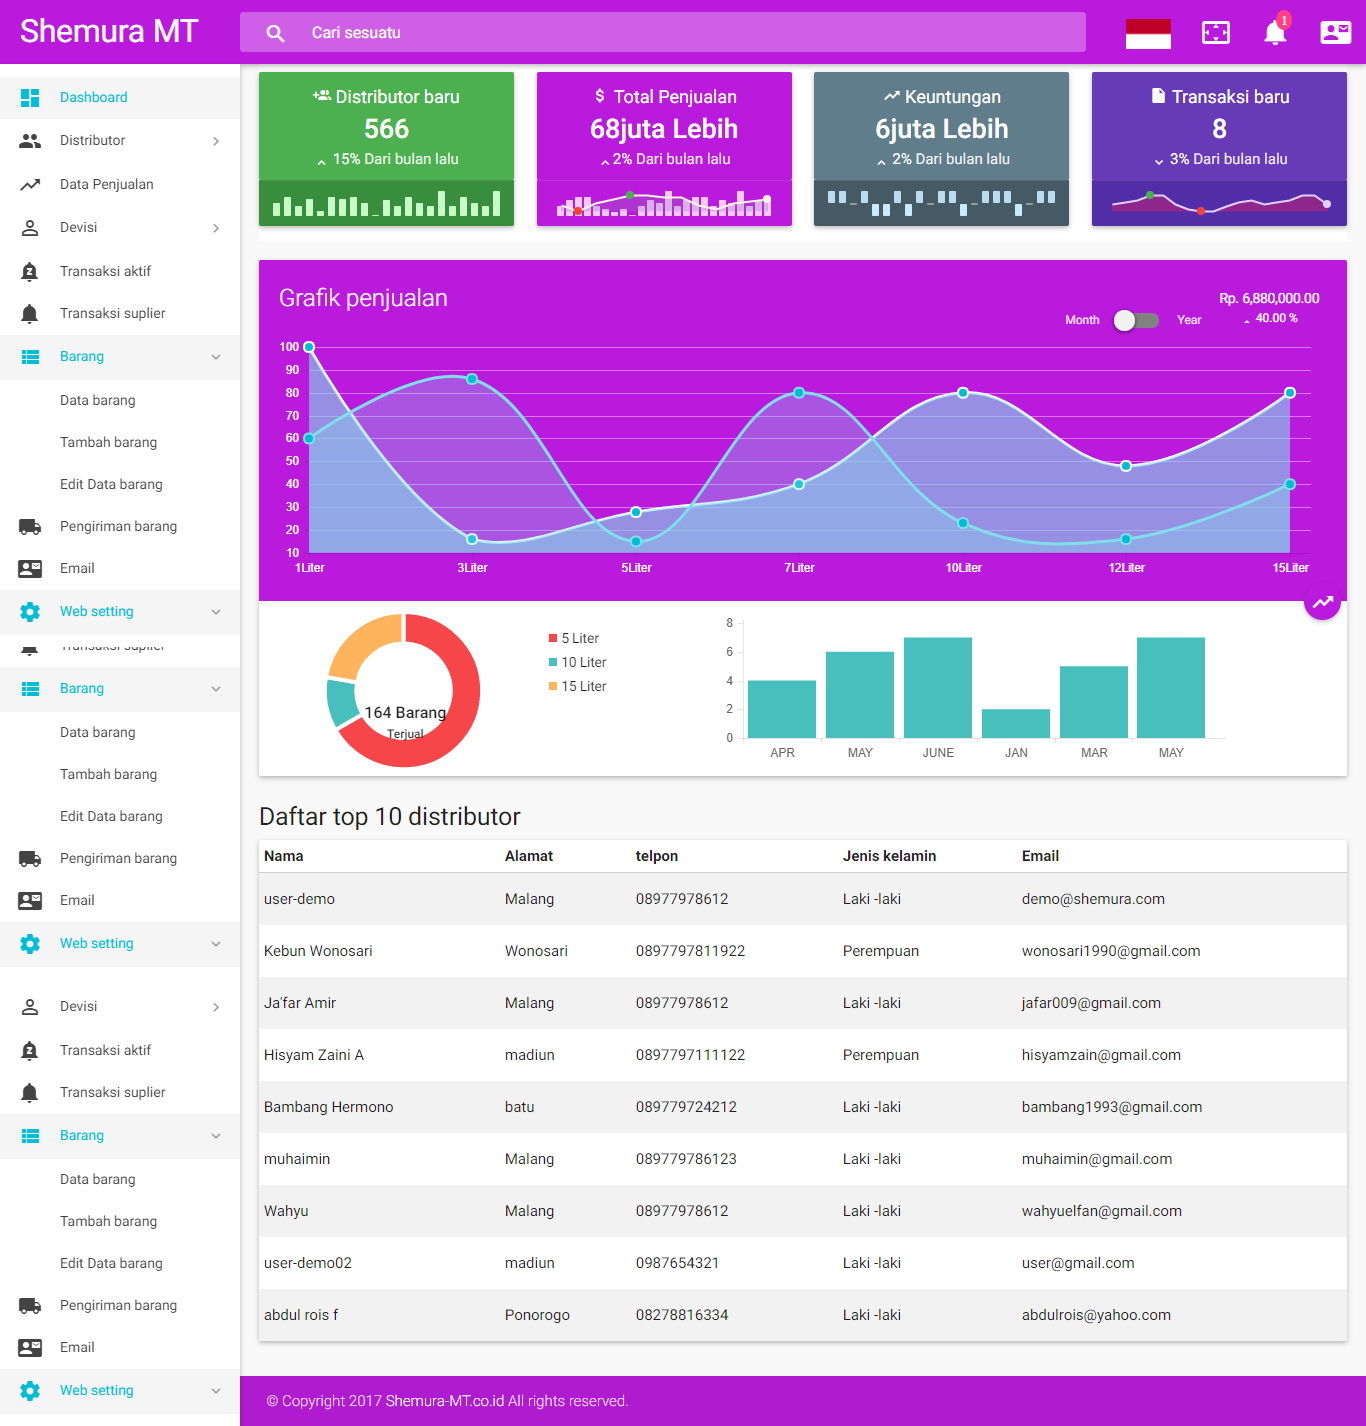 Shemura MT
Cari sesuatu
1
Dashboard
Distributor
Data Penjualan
Devisi
Transaksi aktif
Transaksi suplier
Barang
Data barang
Tambah barang
Edit Data barang
Pengiriman barang
Email
Web setting
Transaksi suplier
Barang
Data barang
Tambah barang
Edit Data barang
Pengiriman barang
Email
Web setting
Devisi
Transaksi aktif
Transaksi suplier
Barang
Data barang
Tambah barang
Edit Data barang
Pengiriman barang
Email
Web setting
Distributor baru
566
15% Dari bulan lalu
$ Total Penjualan
68juta Lebih
2% Dari bulan lalu
Keuntungan
6juta Lebih
2% Dari bulan lalu
Transaksi baru
8
3% Dari bulan lalu
Grafik penjualan
Rp. 6,880,000.00
Month Year 40.00 %
100
90
80
70
60
50
40
30
20
10
1Liter 3Liter 5Liter 7Liter 10Liter 12Liter 15Liter
164 Barang
Terjual
5 Liter
10 Liter
15 Liter
8
6
4
2
0
APR MAY JUNE JAN MAR MAY
Daftar top 10 distributor
Nama Alamat telpon Jenis kelamin Email
user-demo Malang 08977978612 Laki -laki demo@shemura.com
Kebun Wonosari Wonosari 0897797811922 Perempuan wonosari1990@gmail.com
Ja'far Amir Malang 08977978612 Laki -laki jafar009@gmail.com
Hisyam Zaini A madiun 0897797111122 Perempuan hisyamzain@gmail.com
Bambang Hermono batu 089779724212 Laki -laki bambang1993@gmail.com
muhaimin Malang 089779786123 Laki -laki muhaimin@gmail.com
Wahyu Malang 08977978612 Laki -laki wahyuelfan@gmail.com
user-demo02 madiun 0987654321 Laki -laki user@gmail.com
abdul rois f Ponorogo 08278816334 Laki -laki abdulrois@yahoo.com
© Copyright 2017 Shemura-MT.co.id All rights reserved.